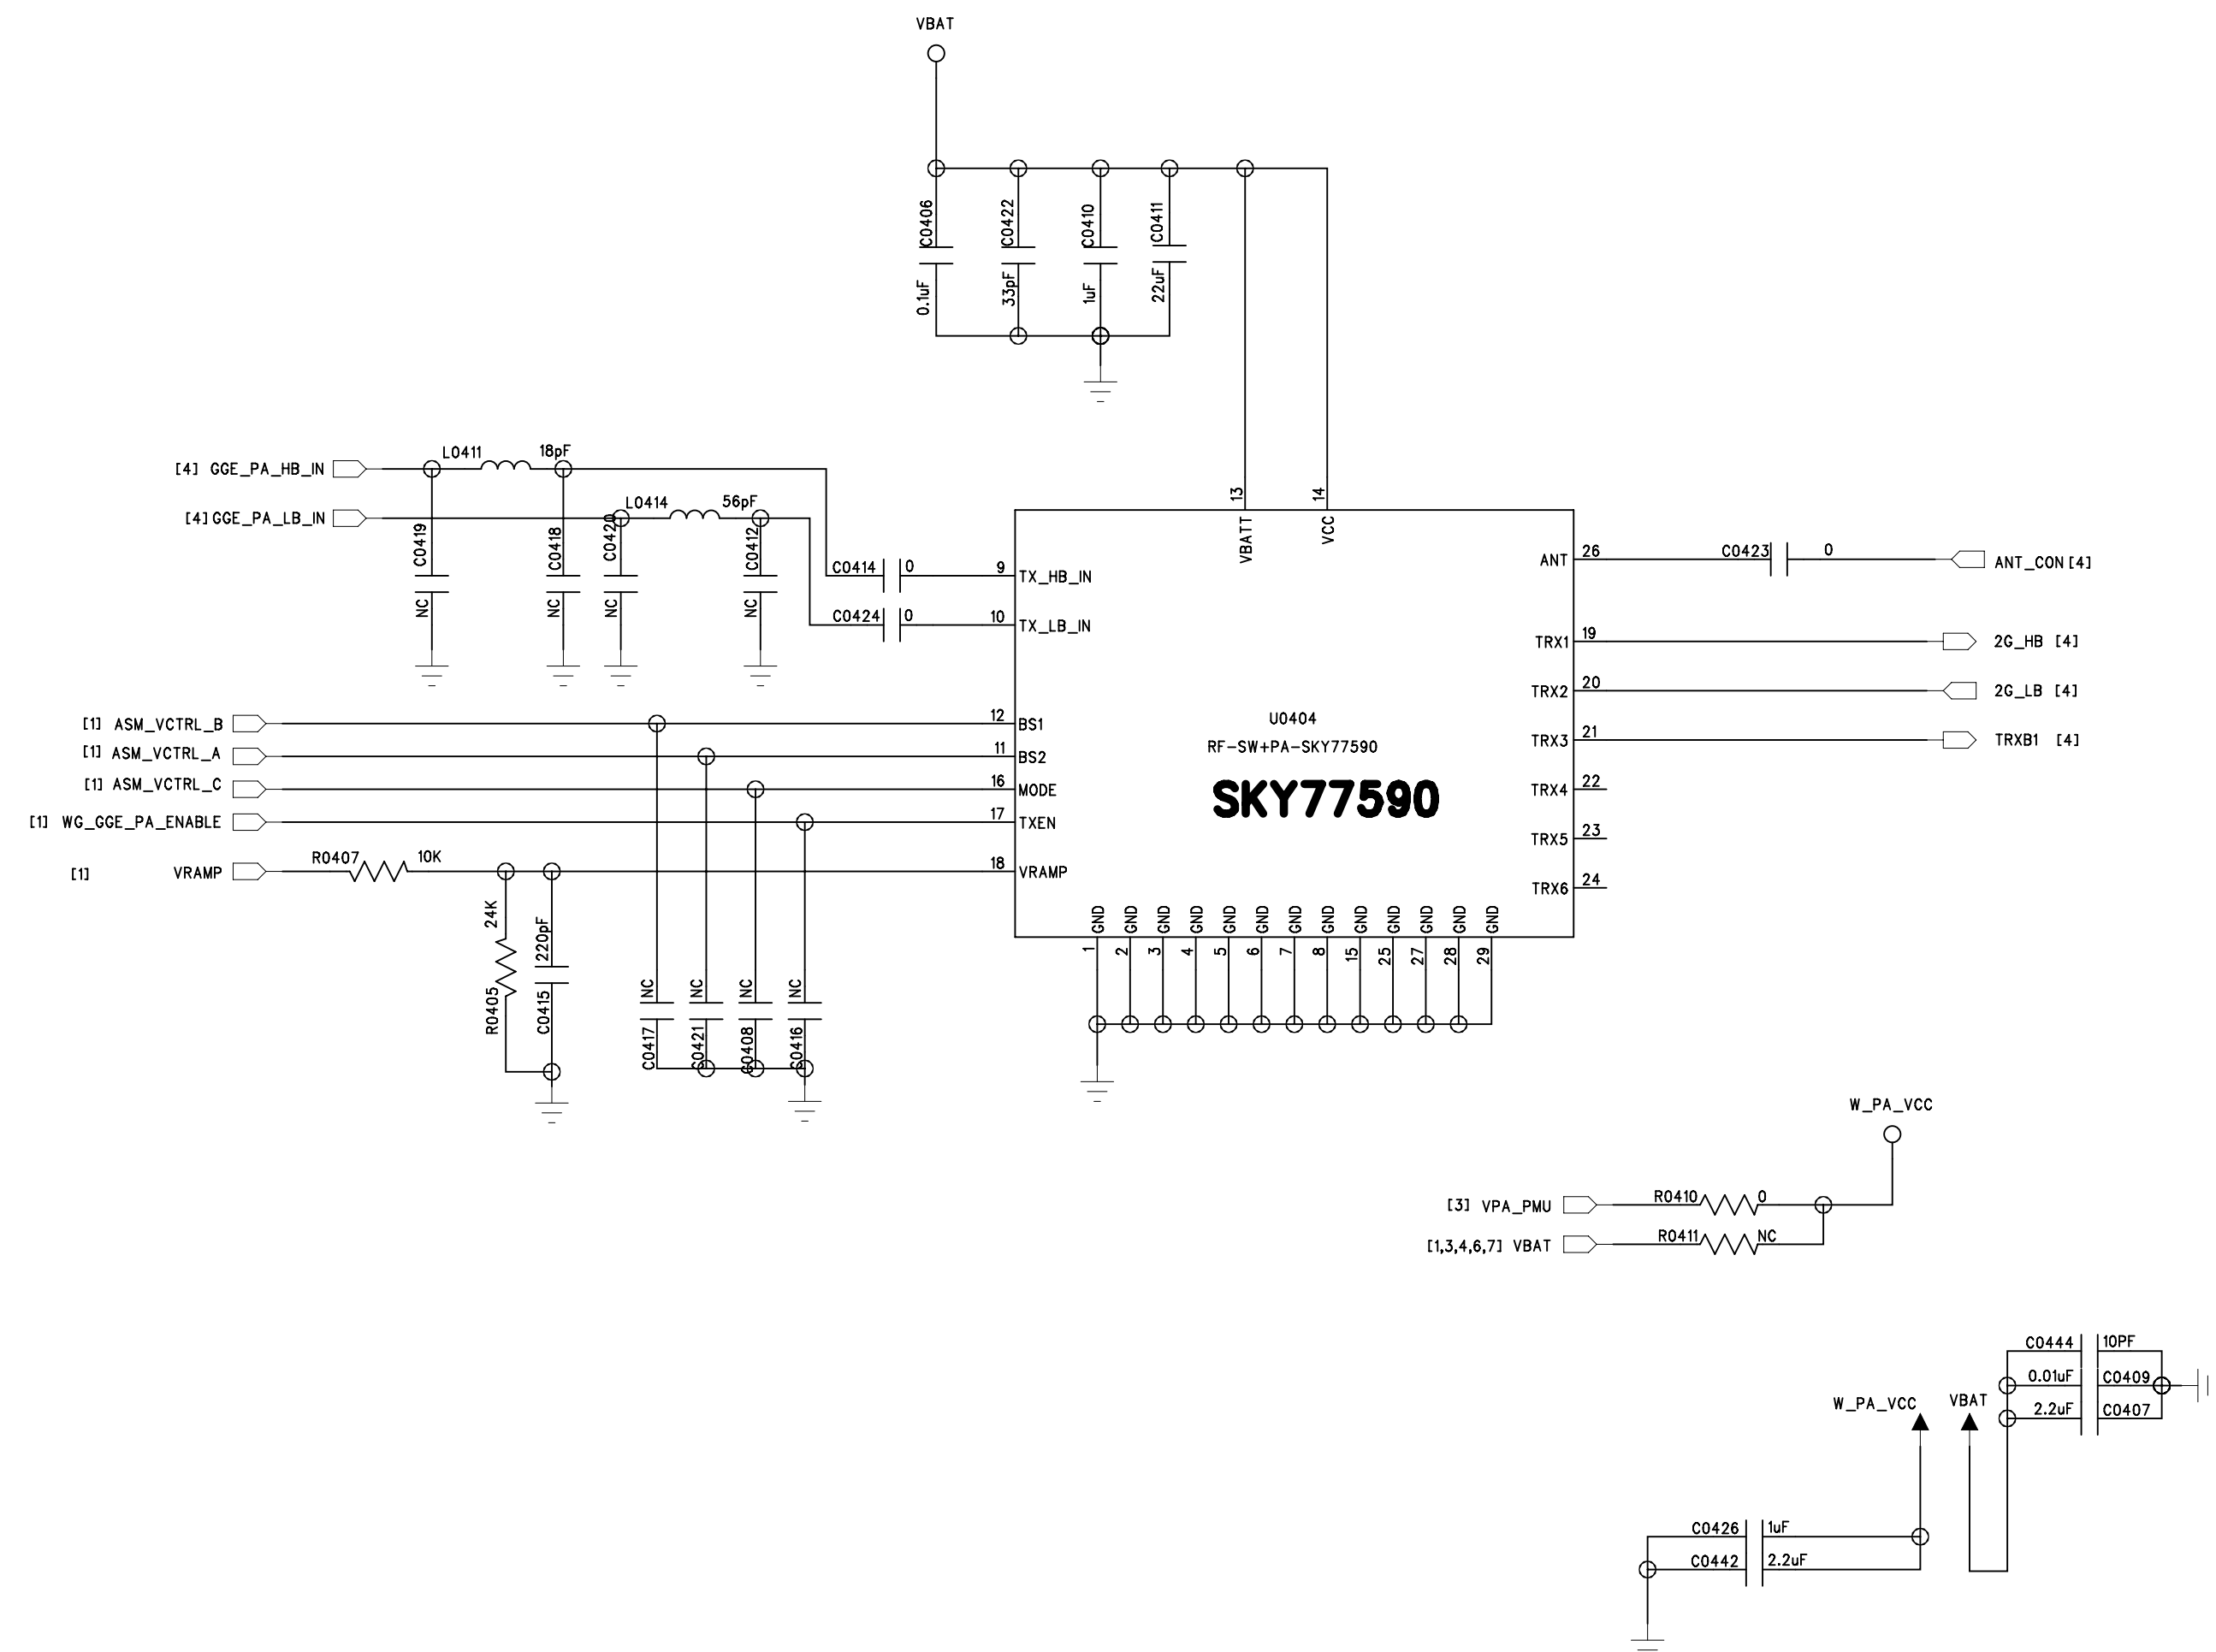 VBAT
C0406
C0422
C0410
C0411
0.1uF
33pF
1uF
22uF
[4] GGE_PA_HB_IN
L0411
18pF
[4] GGE_PA_LB_IN
L0414
56pF
C0419
C0418
C0420
C0412
NC
NC
NC
NC
C0414
0
9
TX_HB_IN
C0424
0
10
TX_LB_IN
13
14
VBATT
VCC
ANT
26
C0423
0
ANT_CON [4]
TRX1
19
2G_HB [4]
TRX2
20
2G_LB [4]
TRX3
21
TRXB1 [4]
TRX4
22
TRX5
23
TRX6
24
U0404
RF-SW+PA-SKY77590
SKY77590
[1] ASM_VCTRL_B
12
BS1
[1] ASM_VCTRL_A
11
BS2
[1] ASM_VCTRL_C
16
MODE
[1] WG_GGE_PA_ENABLE
17
TXEN
[1] VRAMP
R0407
10K
18
VRAMP
24K
R0405
220pF
C0415
NC
NC
NC
NC
C0417
C0421
C0408
C0416
GND GND GND GND GND GND GND GND GND GND GND GND GND
1 2 3 4 5 6 7 8 15 25 27 28 29
W_PA_VCC
[3] VPA_PMU
R0410
0
[1,3,4,6,7] VBAT
R0411
NC
C0444
10PF
0.01uF
C0409
2.2uF
C0407
W_PA_VCC
VBAT
C0426
1uF
C0442
2.2uF